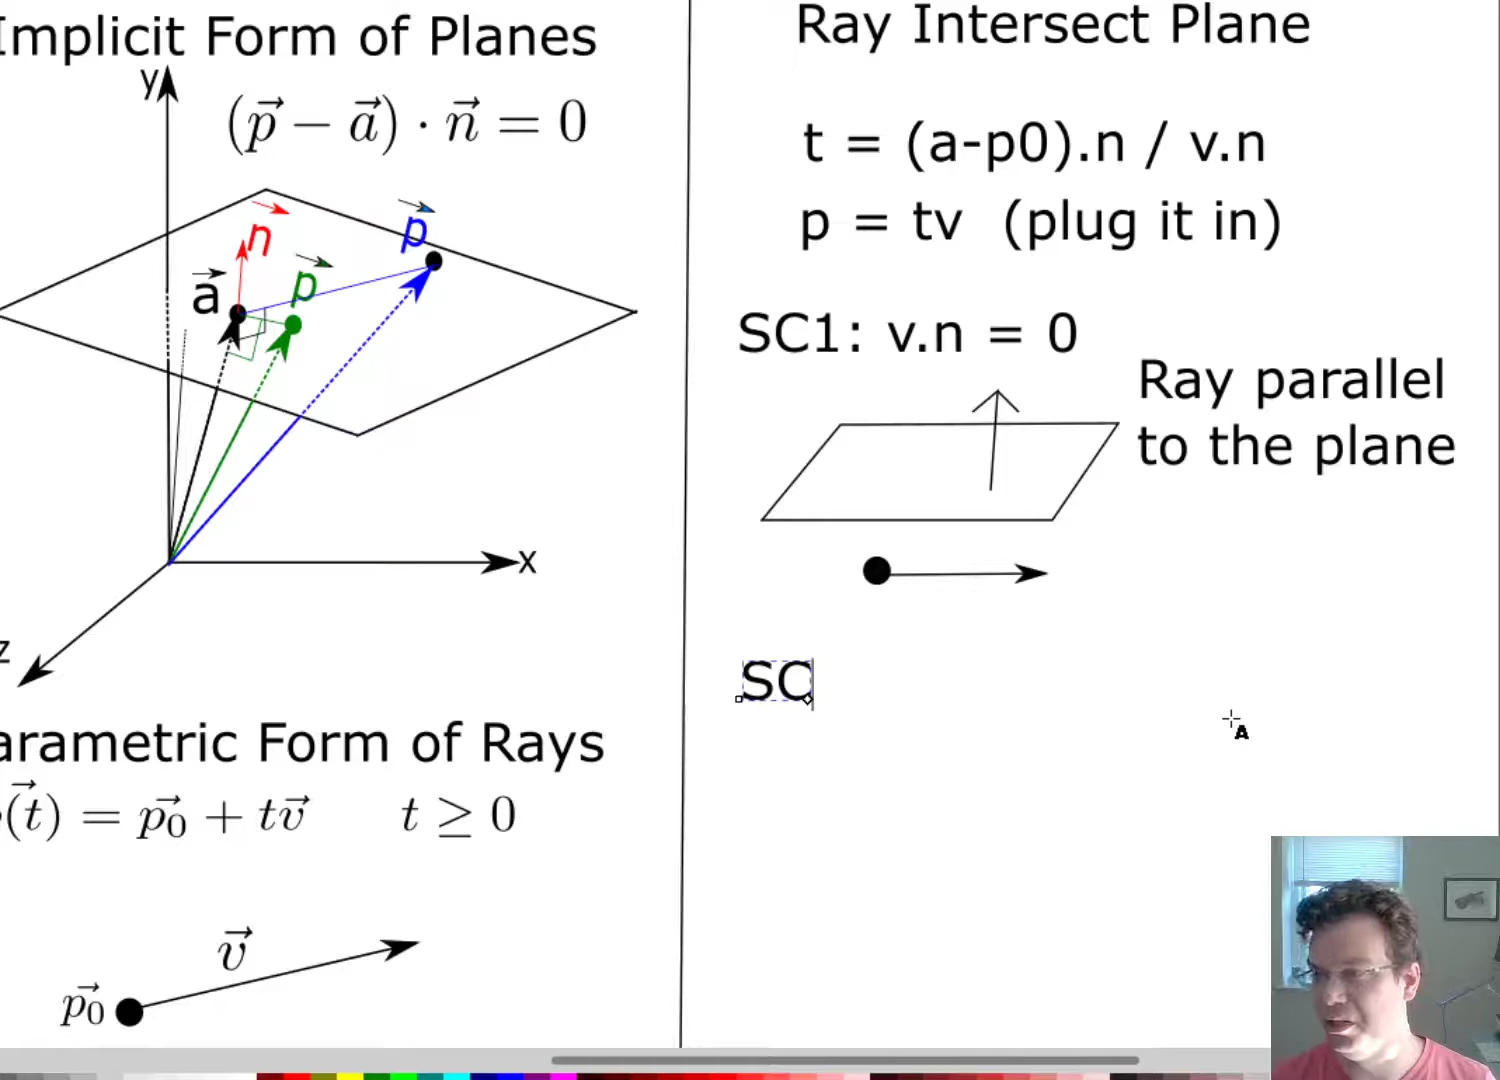 Implicit Form of Planes
y
(p⃗ − a⃗) · n⃗ = 0
n⃗
p⃗
a⃗
p⃗
x
z
arametric Form of Rays
(t⃗) = p⃗₀ + tv⃗ t ≥ 0
v⃗
p⃗₀
Ray Intersect Plane
t = (a-p0).n / v.n
p = tv (plug it in)
SC1: v.n = 0
Ray parallel
to the plane
SC
A